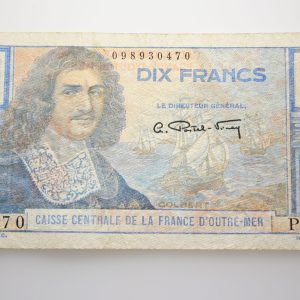 098930470
DIX FRANCS
LE DIRECTEUR GÉNÉRAL,
COLBERT
70
P
CAISSE CENTRALE DE LA FRANCE D'OUTRE-MER